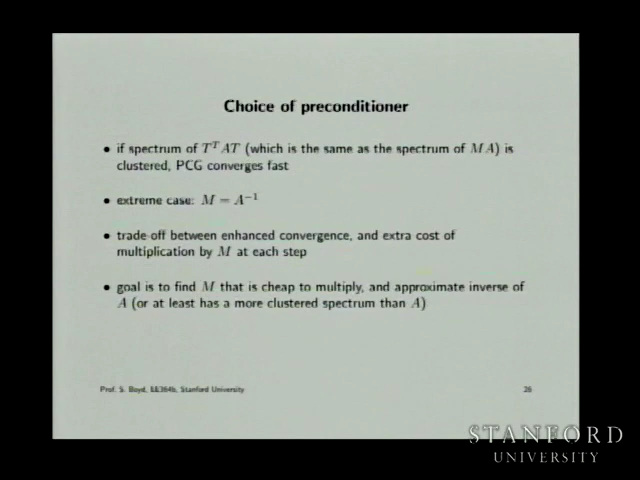 Choice of preconditioner
• if spectrum of T^T AT (which is the same as the spectrum of MA) is
clustered, PCG converges fast
• extreme case: M = A^{-1}
• trade-off between enhanced convergence, and extra cost of
multiplication by M at each step
• goal is to find M that is cheap to multiply, and approximate inverse of
A (or at least has a more clustered spectrum than A)
Prof. S. Boyd, EE364b, Stanford University
26
STANFORD
UNIVERSITY